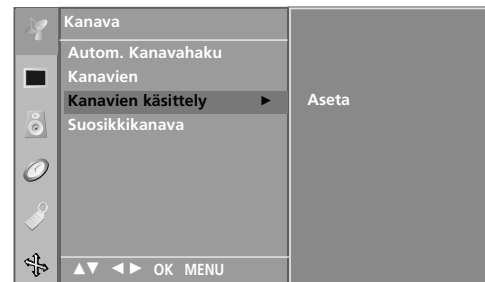 Kanava
Autom. Kanavahaku
Kanavien
Kanavien käsittely ► Aseta
Suosikkikanava
▲▼ ◄► OK MENU